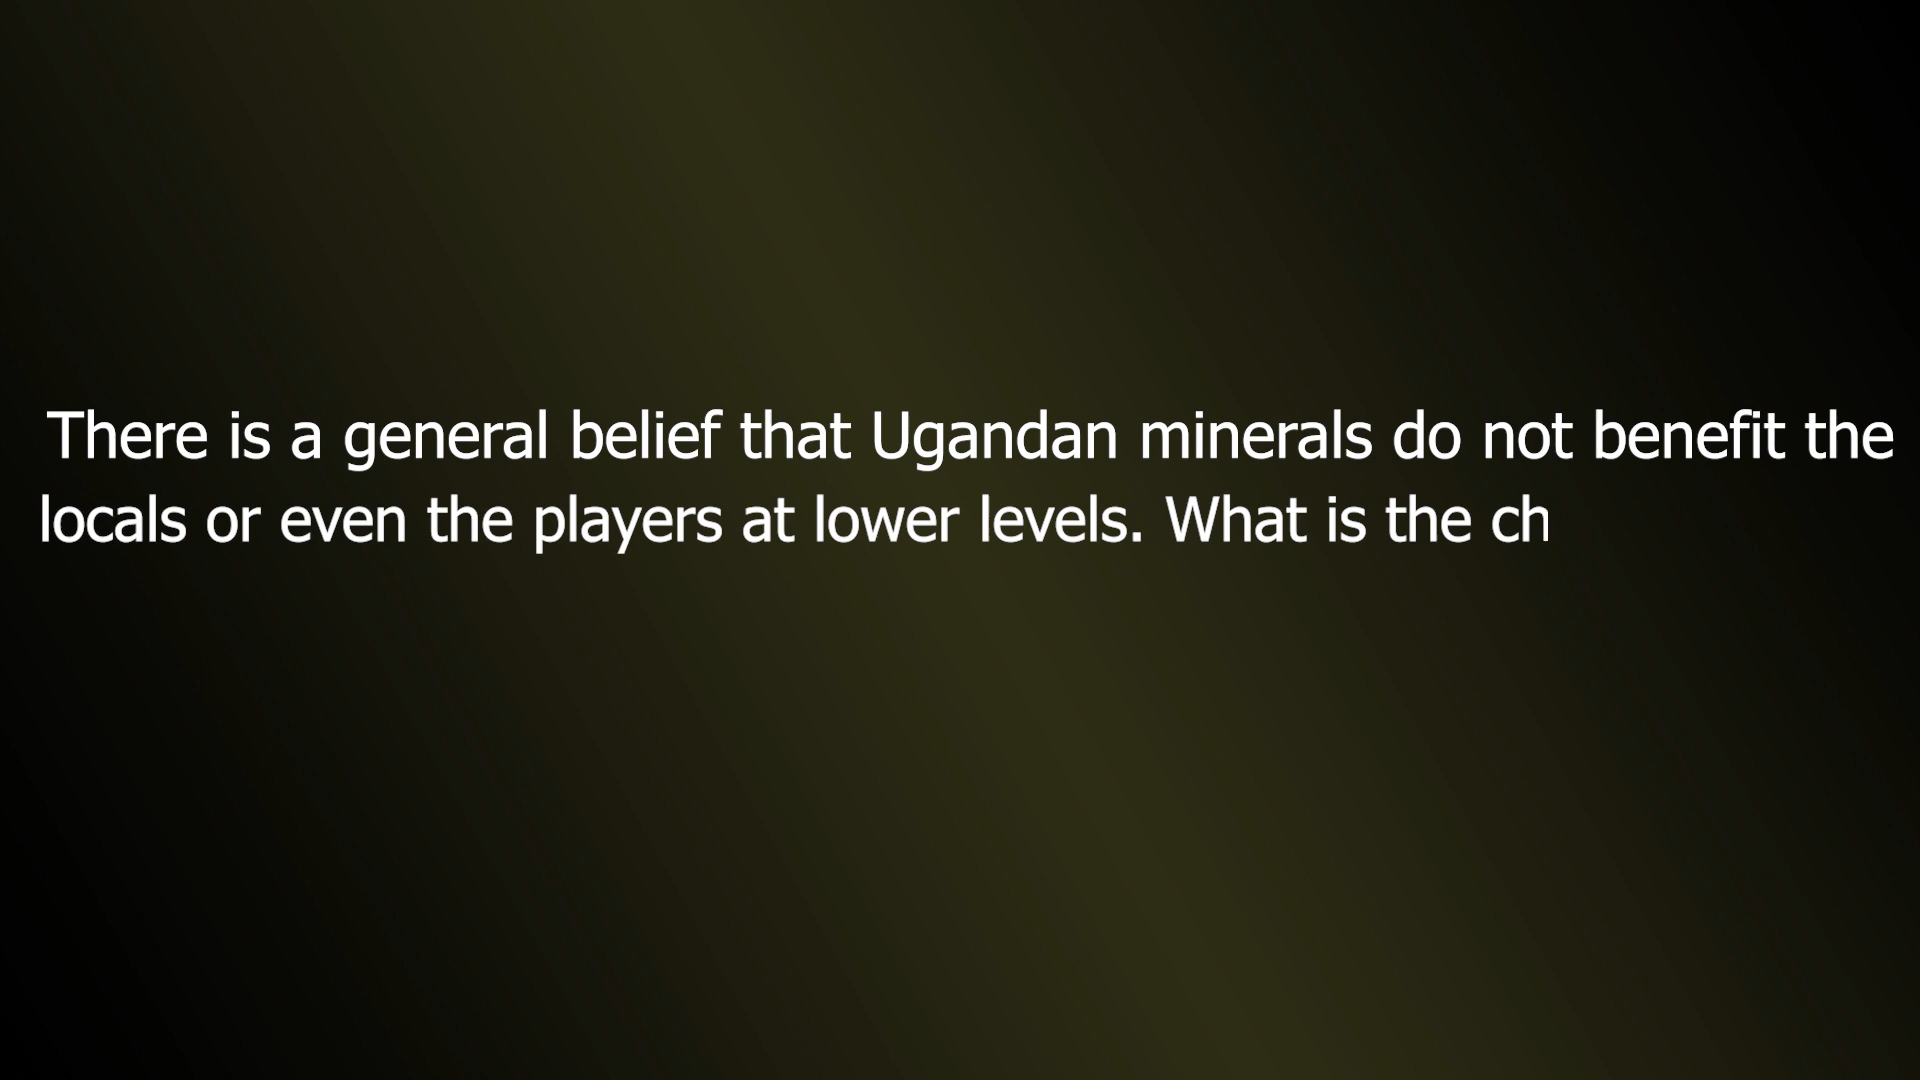 There is a general belief that Ugandan minerals do not benefit the
locals or even the players at lower levels. What is the ch